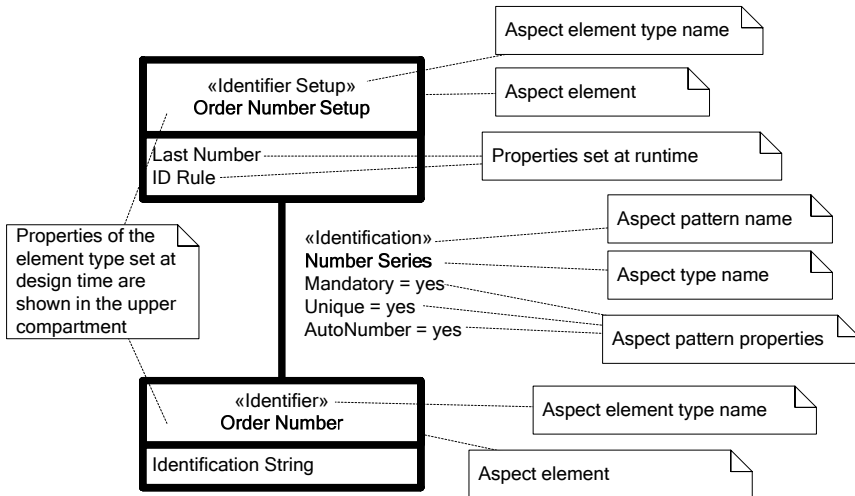 Aspect element type name
«Identifier Setup»
Order Number Setup
Aspect element
Last Number
ID Rule
Properties set at runtime
Properties of the
element type set at
design time are
shown in the upper
compartment
«Identification»
Number Series
Mandatory = yes
Unique = yes
AutoNumber = yes
Aspect pattern name
Aspect type name
Aspect pattern properties
«Identifier»
Order Number
Aspect element type name
Identification String
Aspect element